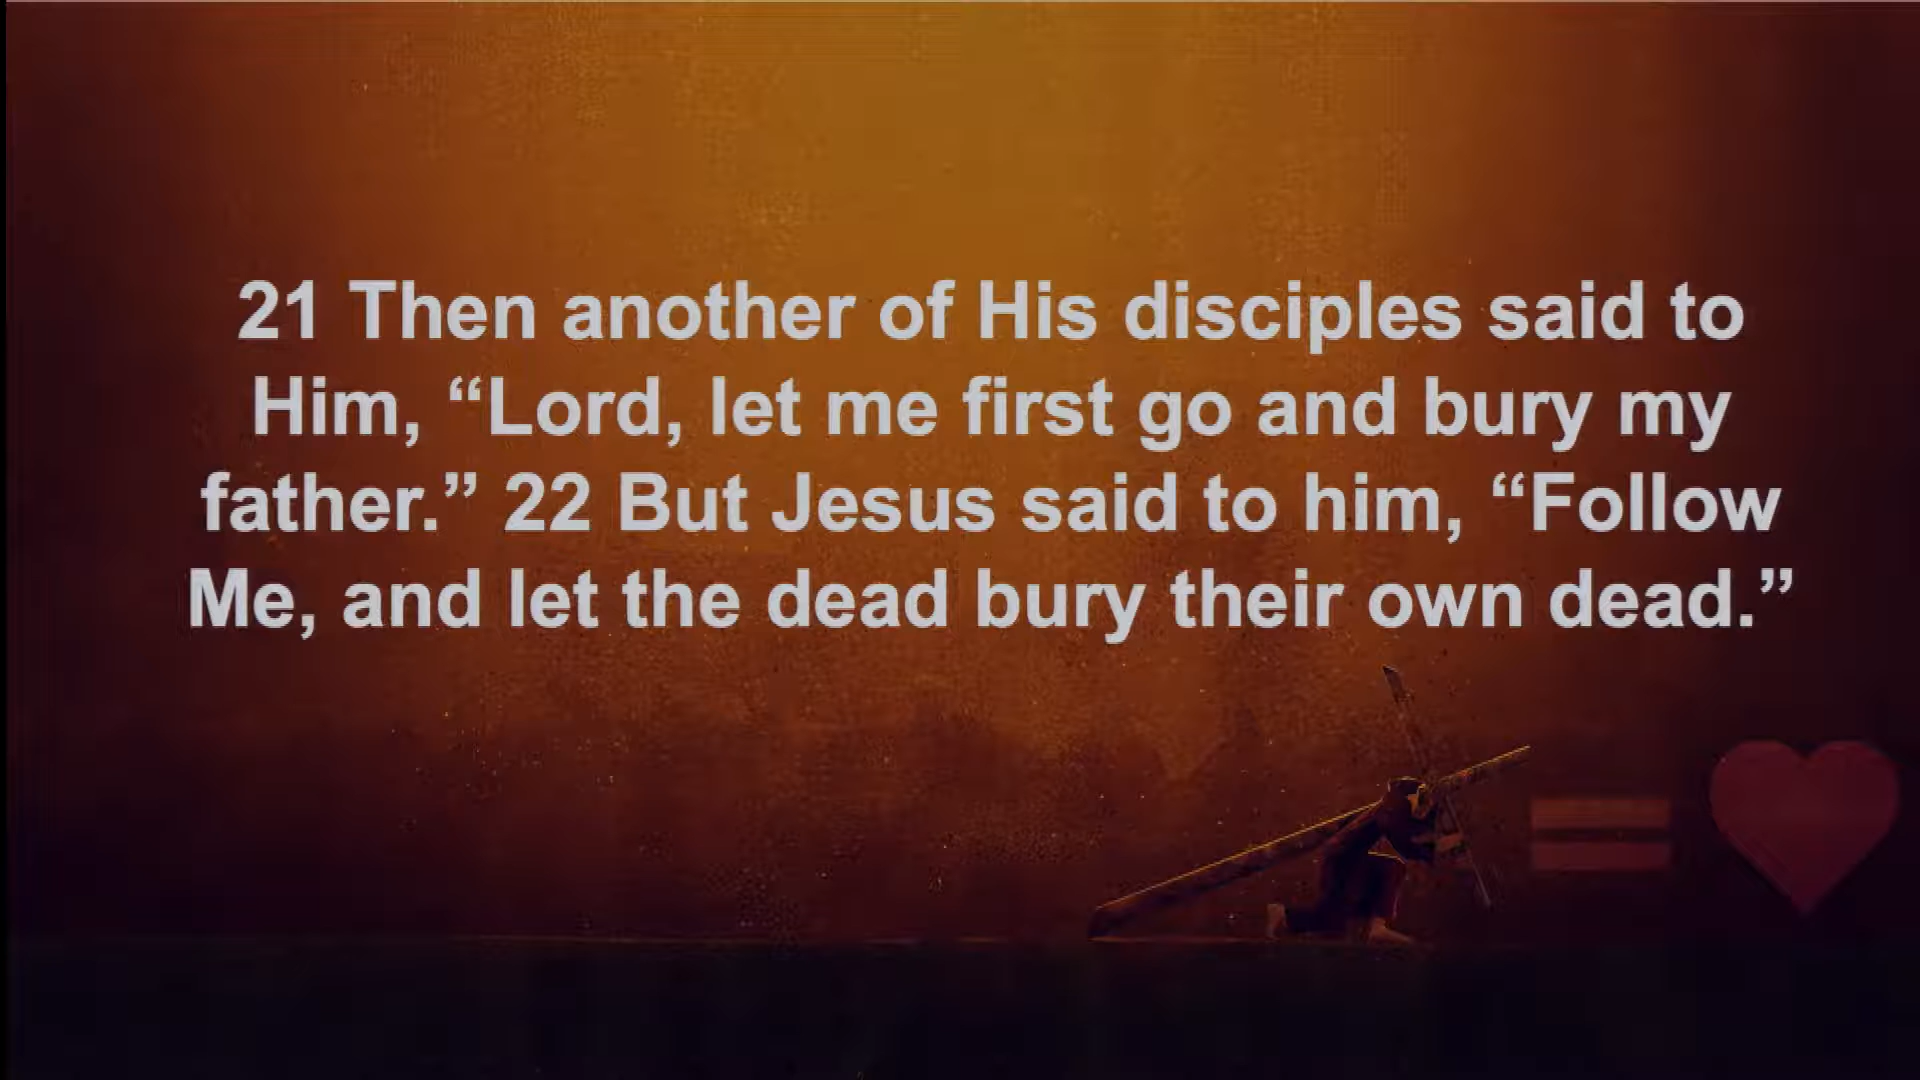 21 Then another of His disciples said to
Him, “Lord, let me first go and bury my
father.” 22 But Jesus said to him, “Follow
Me, and let the dead bury their own dead.”